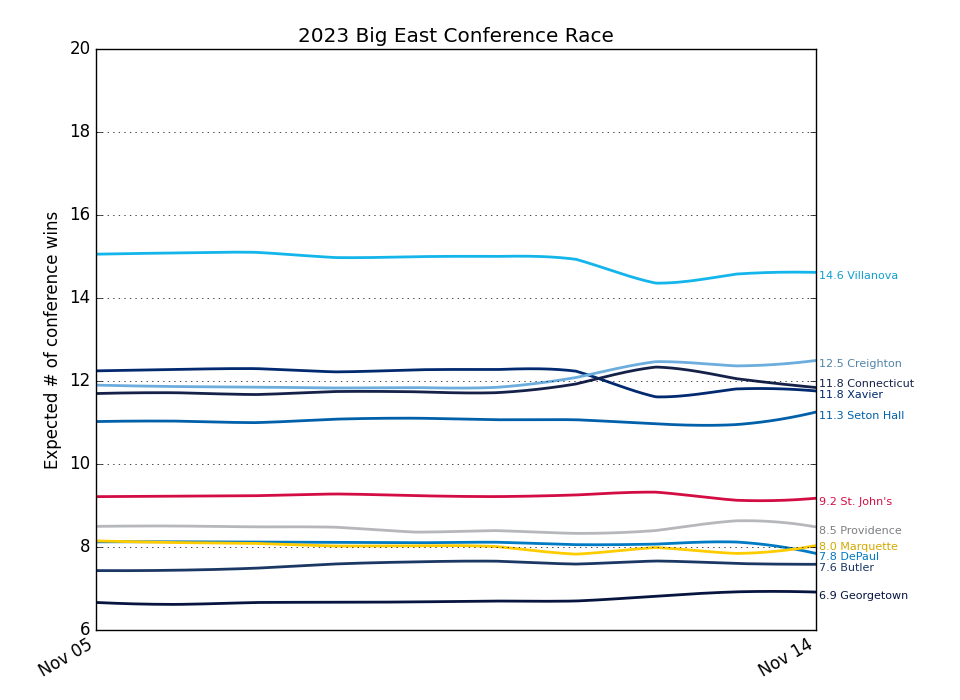 2023 Big East Conference Race
Expected # of conference wins
20
18
16
14
12
10
8
6
14.6 Villanova
12.5 Creighton
11.8 Connecticut
11.8 Xavier
11.3 Seton Hall
9.2 St. John's
8.5 Providence
8.0 Marquette
7.8 DePaul
7.6 Butler
6.9 Georgetown
Nov 05
Nov 14